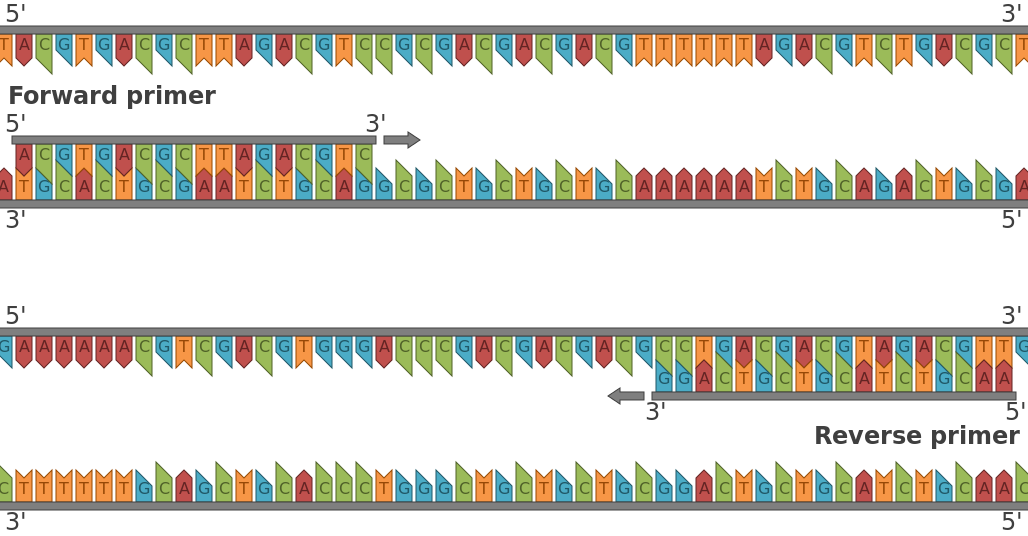 5' 3'
T A C G T G A C G C T T A G A C G T C C G C G A C G A C G A C G T T T T T T A G A C G T C T G A C G C T
Forward primer
5' 3'
A C G T G A C G C T T A G A C G T C
A T G C A C T G C G A A T C T G C A G G C G C T G C T G C T G C A A A A A A T C T G C A G A C T G C G A
3' 5'
5' 3'
G A A A A A A C G T C G A C G T G G G A C C C G A C G A C G A C G C C T G A C G A C G T A G A C G T T G
G G A C T G C T G C A T C T G C A A
3' 5'
Reverse primer
C T T T T T T G C A G C T G C A C C C T G G G C T G C T G C T G C G G A C T G C T G C A T C T G C A A C
3' 5'